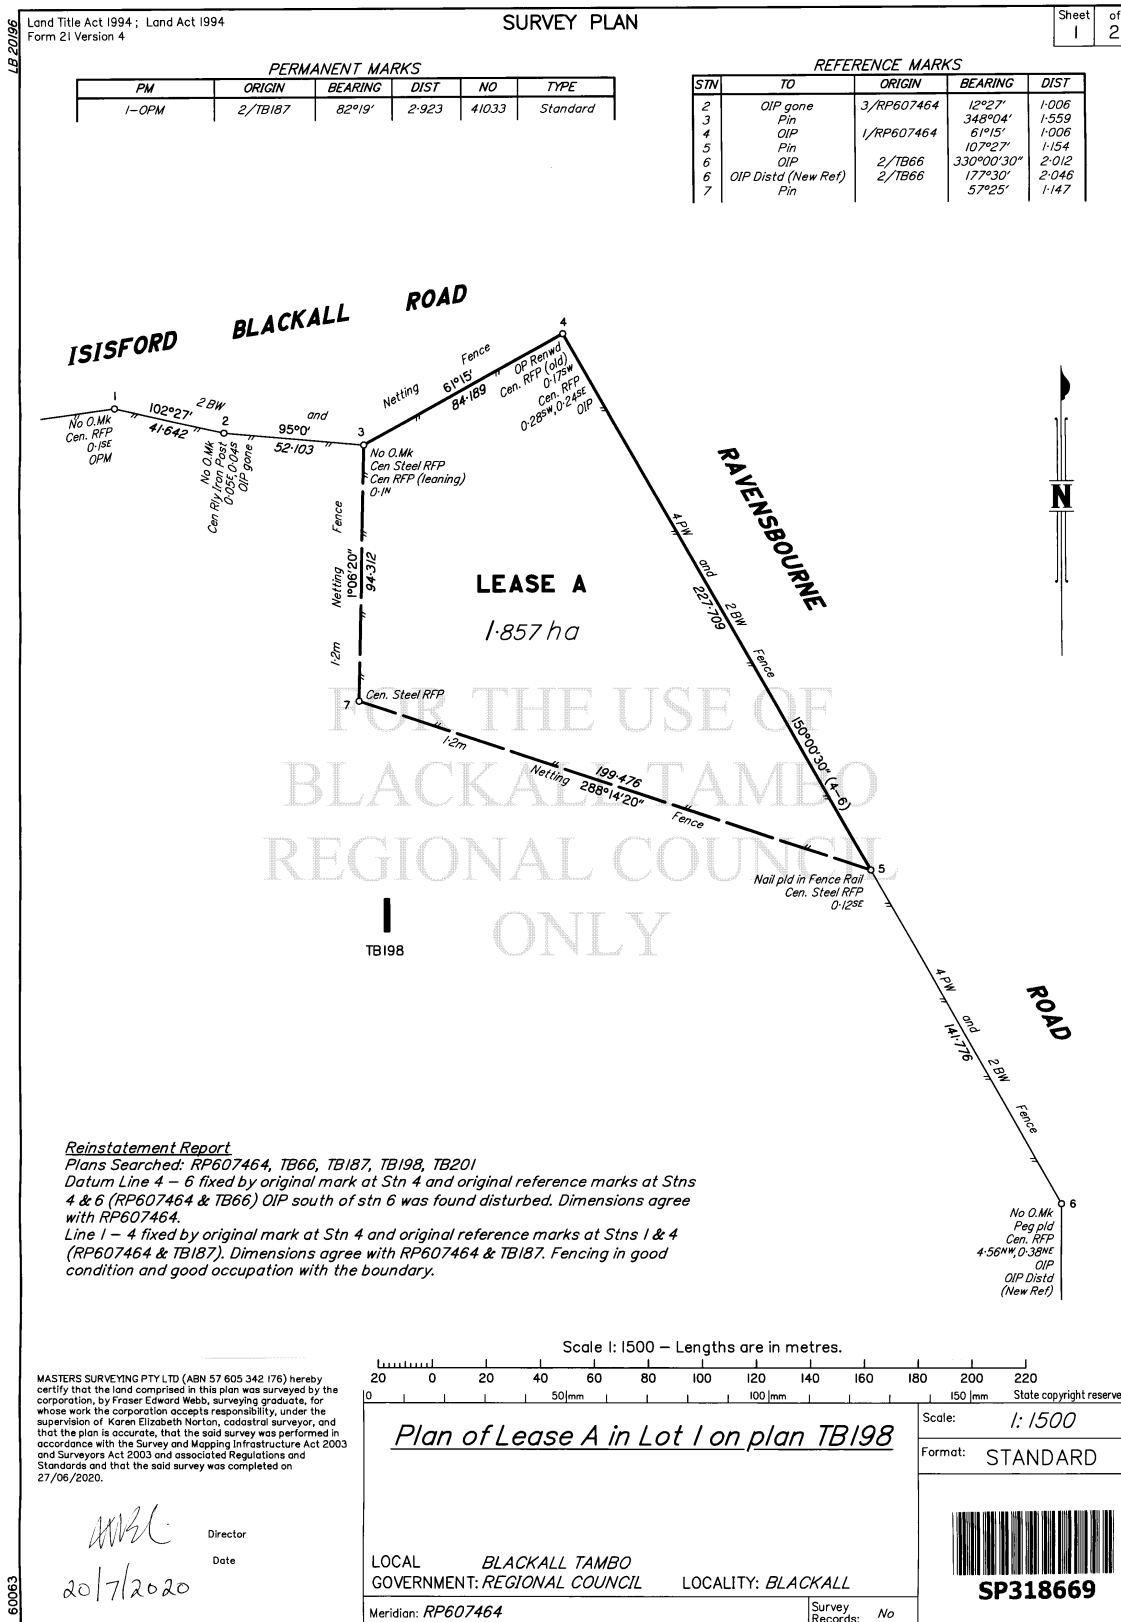 LB 20196
Land Title Act 1994 ; Land Act 1994
Form 21 Version 4
SURVEY PLAN
Sheet of
1 2
PERMANENT MARKS
PM ORIGIN BEARING DIST NO TYPE
1-OPM 2/TB187 82°19' 2·923 41033 Standard
REFERENCE MARKS
STN TO ORIGIN BEARING DIST
2 OIP gone 3/RP607464 12°27' 1·006
3 Pin 348°04' 1·559
4 OIP 1/RP607464 61°15' 1·006
5 Pin 107°27' 1·154
6 OIP 2/TB66 330°00'30" 2·012
6 OIP Distd (New Ref) 2/TB66 177°30' 2·046
7 Pin 57°25' 1·147
ISISFORD BLACKALL ROAD
1
No O.Mk
Cen. RFP
0·1SE
OPM
102°27' 2 BW
41·642
2
No O.Mk
Cen Rly Iron Post
0·05E,0·04S
OIP gone
and
95°0'
52·103
3
No O.Mk
Cen Steel RFP
Cen RFP (leaning)
0·1N
Netting Fence
61°15'
84·189
4
OP Renwd
Cen. RFP (old)
0·17SW
Cen. RFP
0·28SW,0·24SE
OIP
RAVENSBOURNE
N
4 PW and 2 BW Fence
227·709
150°00'30" (4-6)
1·2m Netting Fence
1°06'20"
94·312
LEASE A
1·857 ha
7
Cen. Steel RFP
1·2m Netting Fence
199·476
288°14'20"
FOR THE USE OF
BLACKALL TAMBO
REGIONAL COUNCIL
ONLY
5
Nail pld in Fence Rail
Cen. Steel RFP
0·12SE
I
TB198
4 PW and 2 BW Fence
141·776
ROAD
6
No O.Mk
Peg pld
Cen. RFP
4·56NW,0·38NE
OIP
OIP Distd
(New Ref)
Reinstatement Report
Plans Searched: RP607464, TB66, TB187, TB198, TB201
Datum Line 4 – 6 fixed by original mark at Stn 4 and original reference marks at Stns
4 & 6 (RP607464 & TB66) OIP south of stn 6 was found disturbed. Dimensions agree
with RP607464.
Line 1 – 4 fixed by original mark at Stn 4 and original reference marks at Stns 1 & 4
(RP607464 & TB187). Dimensions agree with RP607464 & TB187. Fencing in good
condition and good occupation with the boundary.
Scale 1: 1500 – Lengths are in metres.
20 0 20 40 60 80 100 120 140 160 180 200 220
0 50 mm 100 mm 150 mm State copyright reserve
MASTERS SURVEYING PTY LTD (ABN 57 605 342 176) hereby
certify that the land comprised in this plan was surveyed by the
corporation, by Fraser Edward Webb, surveying graduate, for
whose work the corporation accepts responsibility, under the
supervision of Karen Elizabeth Norton, cadastral surveyor, and
that the plan is accurate, that the said survey was performed in
accordance with the Survey and Mapping Infrastructure Act 2003
and Surveyors Act 2003 and associated Regulations and
Standards and that the said survey was completed on
27/06/2020.
Director
Date
20/7/2020
60063
Plan of Lease A in Lot 1 on plan TB198
LOCAL BLACKALL TAMBO
GOVERNMENT: REGIONAL COUNCIL LOCALITY: BLACKALL
Meridian: RP607464
Survey
Records: No
Scale: 1: 1500
Format: STANDARD
SP318669